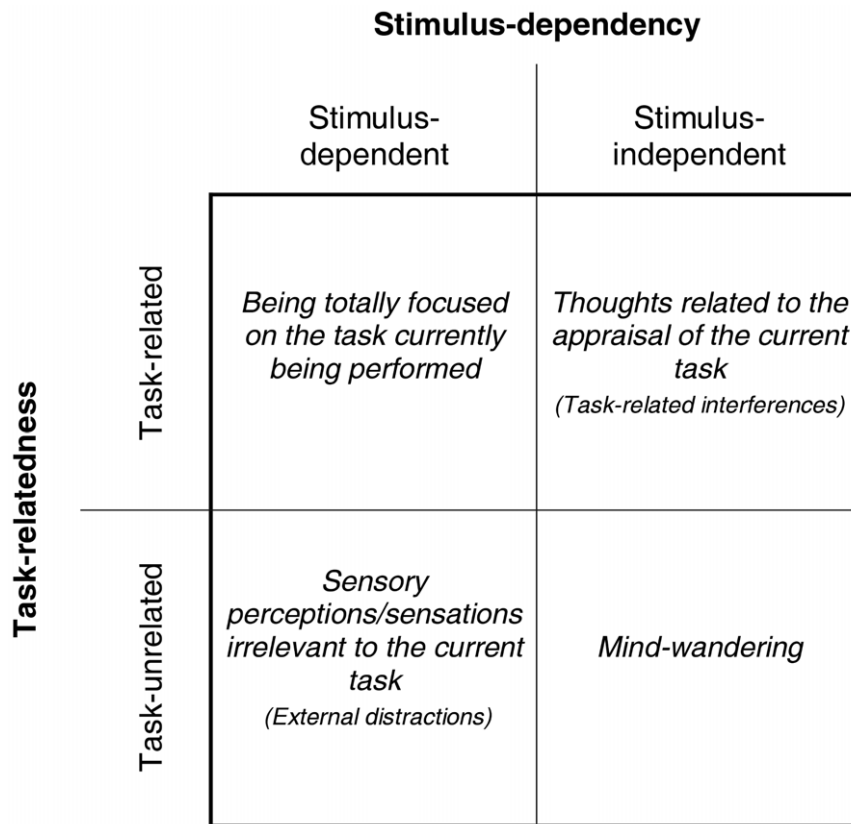 Stimulus-dependency
Stimulus-
dependent
Stimulus-
independent
Task-relatedness
Task-related
Being totally focused
on the task currently
being performed
Thoughts related to the
appraisal of the current
task
(Task-related interferences)
Task-unrelated
Sensory
perceptions/sensations
irrelevant to the current
task
(External distractions)
Mind-wandering